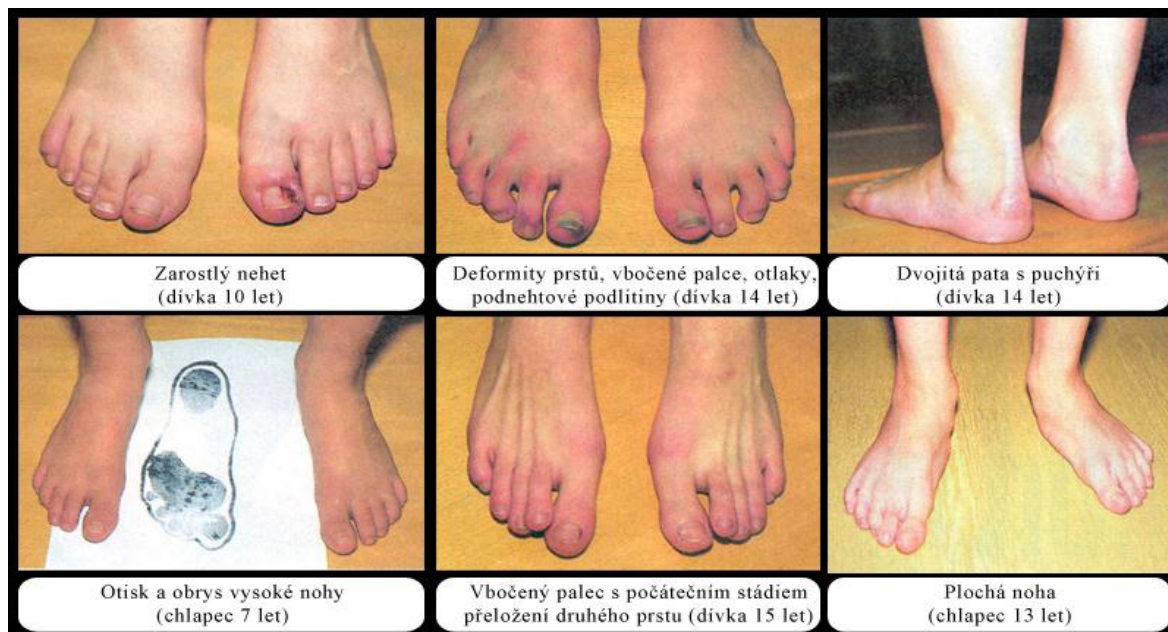 Zarostlý nehet
(dívka 10 let)
Deformity prstů, vbočené palce, otlaky,
podnehtové podlitiny (dívka 14 let)
Dvojitá pata s puchýři
(dívka 14 let)
Otisk a obrys vysoké nohy
(chlapec 7 let)
Vbočený palec s počátečním stádiem
přeložení druhého prstu (dívka 15 let)
Plochá noha
(chlapec 13 let)